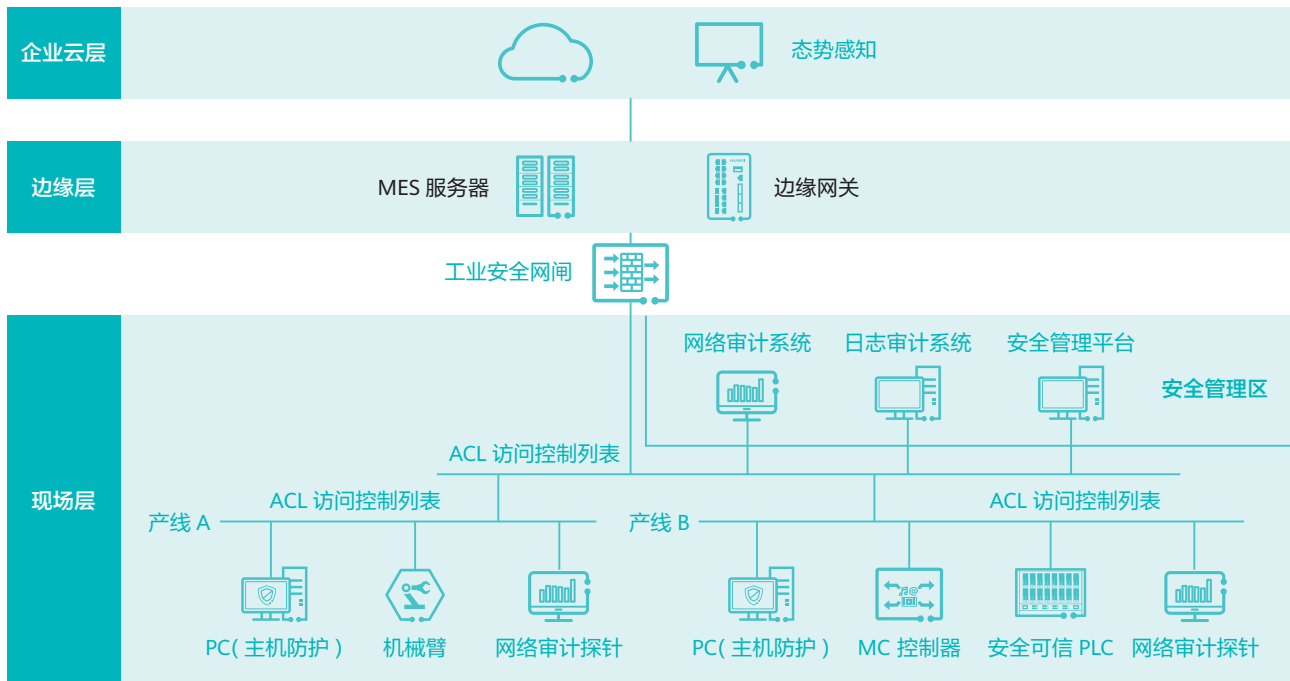 企业云层
态势感知
边缘层
MES 服务器
边缘网关
工业安全网闸
现场层
网络审计系统
日志审计系统
安全管理平台
安全管理区
ACL 访问控制列表
ACL 访问控制列表
ACL 访问控制列表
产线 A
产线 B
PC( 主机防护 )
机械臂
网络审计探针
PC( 主机防护 )
MC 控制器
安全可信 PLC
网络审计探针